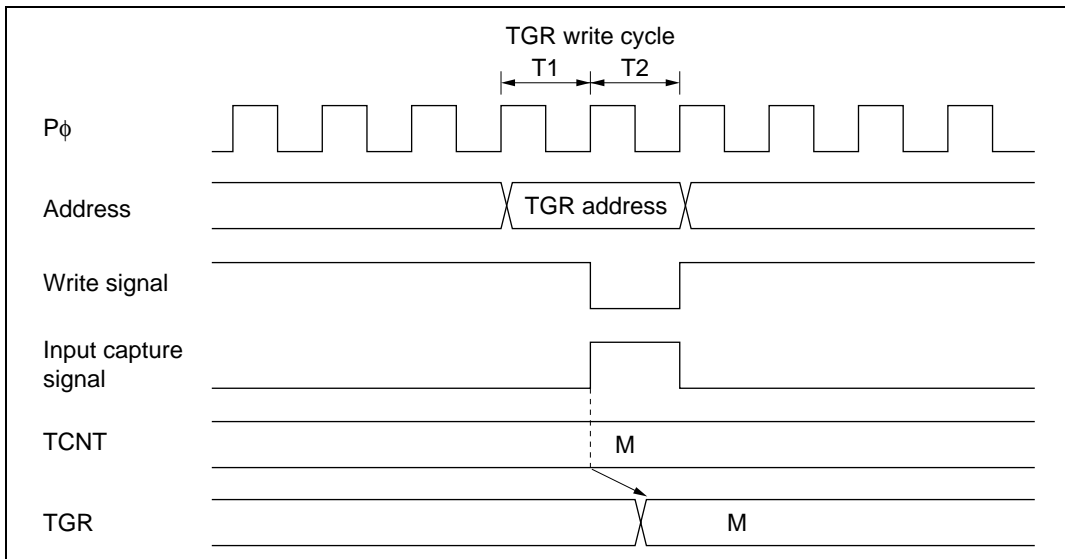 TGR write cycle
T1 T2
Pϕ
Address TGR address
Write signal
Input capture
signal
TCNT M
TGR M